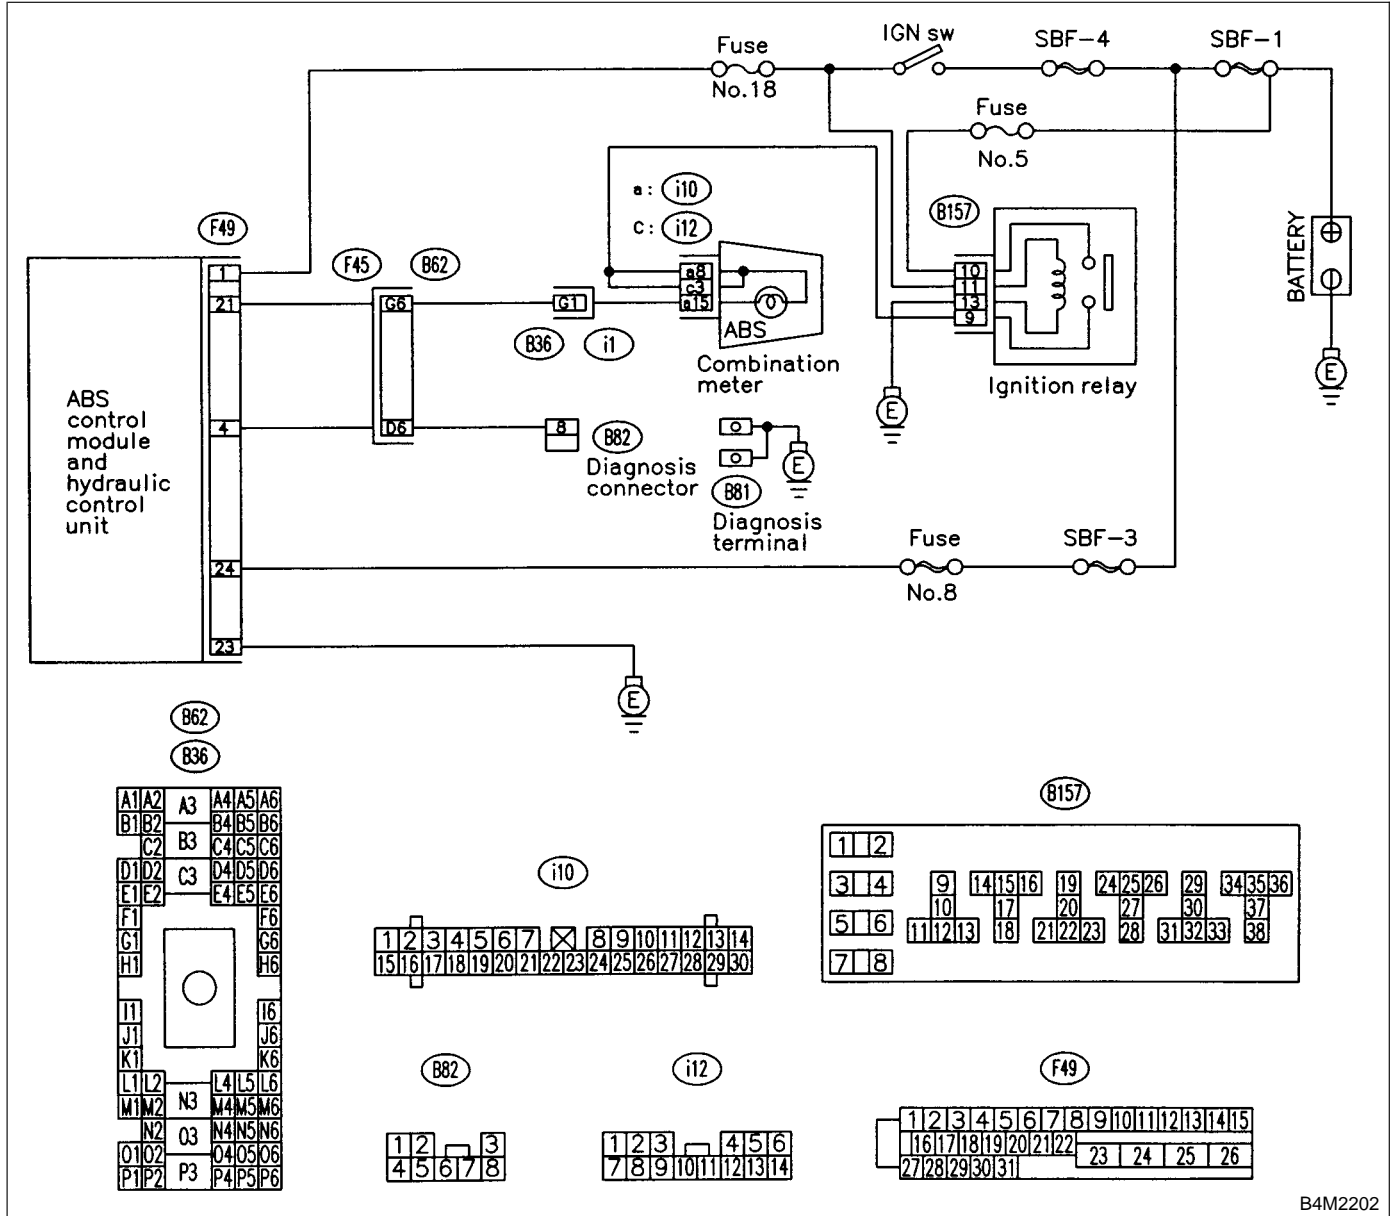 IGN sw
SBF-4
SBF-1
Fuse
No.18
Fuse
No.5
a: i10
c: i12
B157
F49
F45
B62
1
21
G6
G1
a8
c3
a15
10
11
13
9
BATTERY
B36
i1
ABS
Combination
meter
Ignition relay
E
E
ABS
control
module
and
hydraulic
control
unit
4
D6
8
B82
Diagnosis
connector
E
B81
Diagnosis
terminal
24
Fuse
No.8
SBF-3
23
E
B62
B36
A1 A2 A3 A4 A5 A6
B1 B2 B4 B5 B6
B3
C2 C4 C5 C6
D1 D2 C3 D4 D5 D6
E1 E2 E4 E5 E6
F1 F6
G1 G6
H1 H6
I1 I6
J1 J6
K1 K6
L1 L2 L4 L5 L6
M1 M2 N3 M4 M5 M6
N2 N4 N5 N6
O3
O1 O2 O4 O5 O6
P1 P2 P3 P4 P5 P6
i10
1 2 3 4 5 6 7 8 9 10 11 12 13 14
15 16 17 18 19 20 21 22 23 24 25 26 27 28 29 30
B157
1 2
3 4 9 14 15 16 19 24 25 26 29 34 35 36
10 17 20 27 30 37
5 6 11 12 13 18 21 22 23 28 31 32 33 38
7 8
B82
1 2 3
4 5 6 7 8
i12
1 2 3 4 5 6
7 8 9 10 11 12 13 14
F49
1 2 3 4 5 6 7 8 9 10 11 12 13 14 15
16 17 18 19 20 21 22 23 24 25 26
27 28 29 30 31
B4M2202